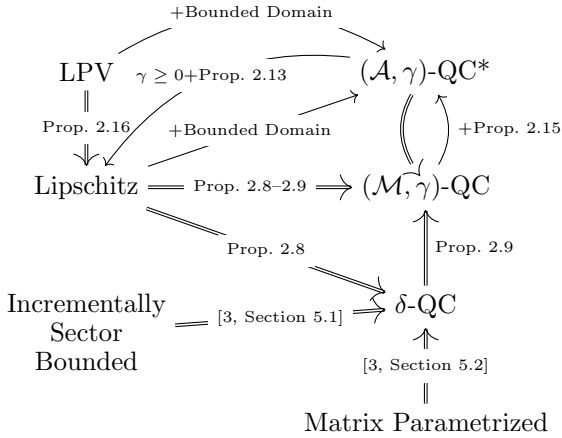 +Bounded Domain
LPV
γ ≥ 0+Prop. 2.13
(𝒜, γ)-QC*
Prop. 2.16
+Bounded Domain
+Prop. 2.15
Lipschitz
Prop. 2.8–2.9
(ℳ, γ)-QC
Prop. 2.8
Prop. 2.9
Incrementally
Sector
Bounded
[3, Section 5.1]
δ-QC
[3, Section 5.2]
Matrix Parametrized